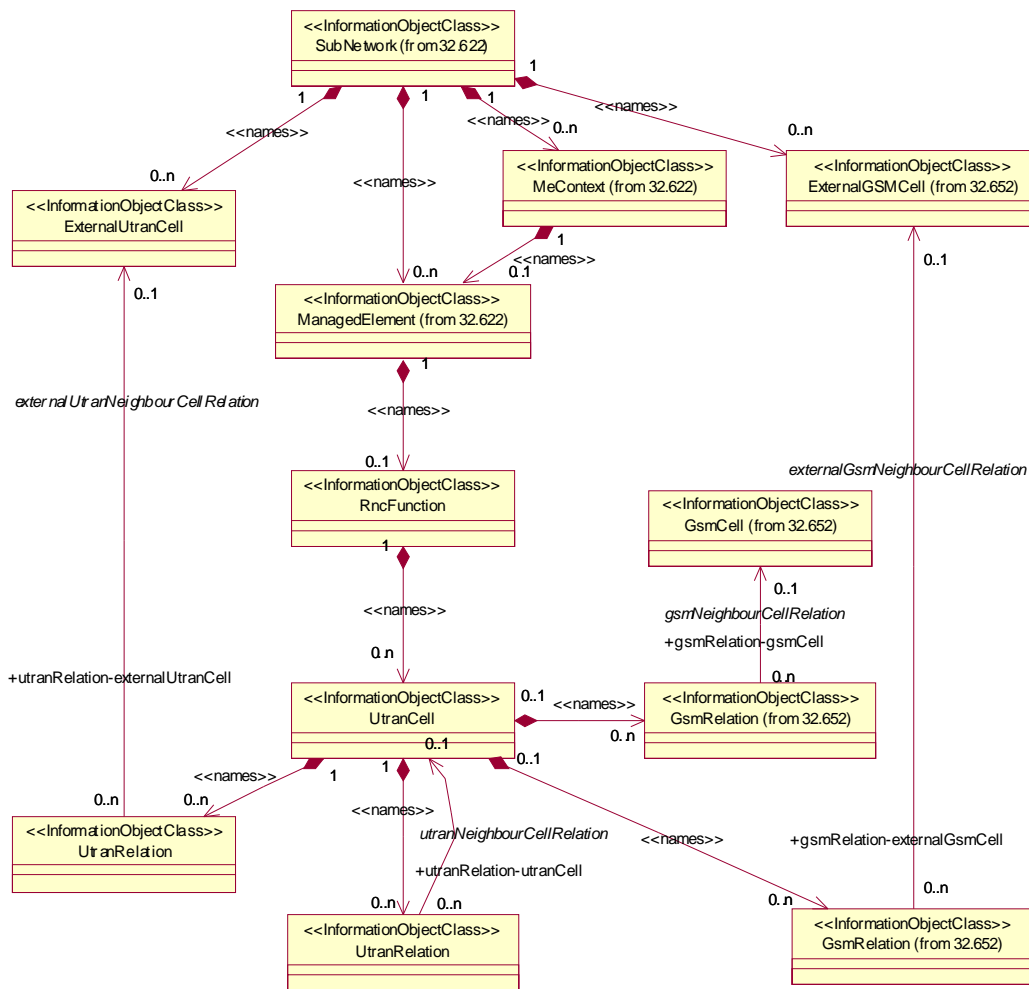 <<InformationObjectClass>>
SubNetwork (from 32.622)
1
1
1
1
<<names>>
<<names>>
<<names>>
0..n
0..n
<<InformationObjectClass>>
MeContext (from 32.622)
<<InformationObjectClass>>
ExternalGSMCell (from 32.652)
<<names>>
0..n
<<InformationObjectClass>>
ExternalUtranCell
1
0..1
<<names>>
0..1
0..n
0..1
<<InformationObjectClass>>
ManagedElement (from 32.622)
1
externalUtranNeighbourCellRelation
<<names>>
0..1
externalGsmNeighbourCellRelation
<<InformationObjectClass>>
RncFunction
<<InformationObjectClass>>
GsmCell (from 32.652)
1
0..1
<<names>>
gsmNeighbourCellRelation
+gsmRelation-gsmCell
0..n
+utranRelation-externalUtranCell
0..n
<<InformationObjectClass>>
UtranCell
0..1
<<names>>
0..n
<<InformationObjectClass>>
GsmRelation (from 32.652)
0..1
1
1
0..1
<<names>>
0..n
0..n
<<names>>
<<InformationObjectClass>>
UtranRelation
utranNeighbourCellRelation
<<names>>
+gsmRelation-externalGsmCell
+utranRelation-utranCell
0..n
0..n
0..n
0..n
<<InformationObjectClass>>
UtranRelation
<<InformationObjectClass>>
GsmRelation (from 32.652)